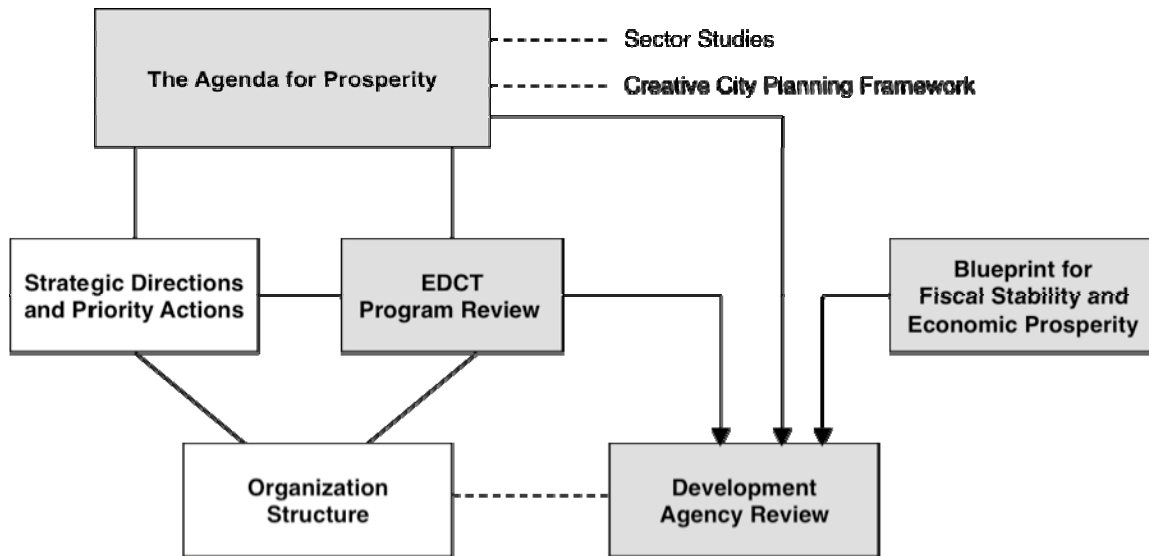 Sector Studies
The Agenda for Prosperity
Creative City Planning Framework
Strategic Directions
and Priority Actions
EDCT
Program Review
Blueprint for
Fiscal Stability and
Economic Prosperity
Organization
Structure
Development
Agency Review